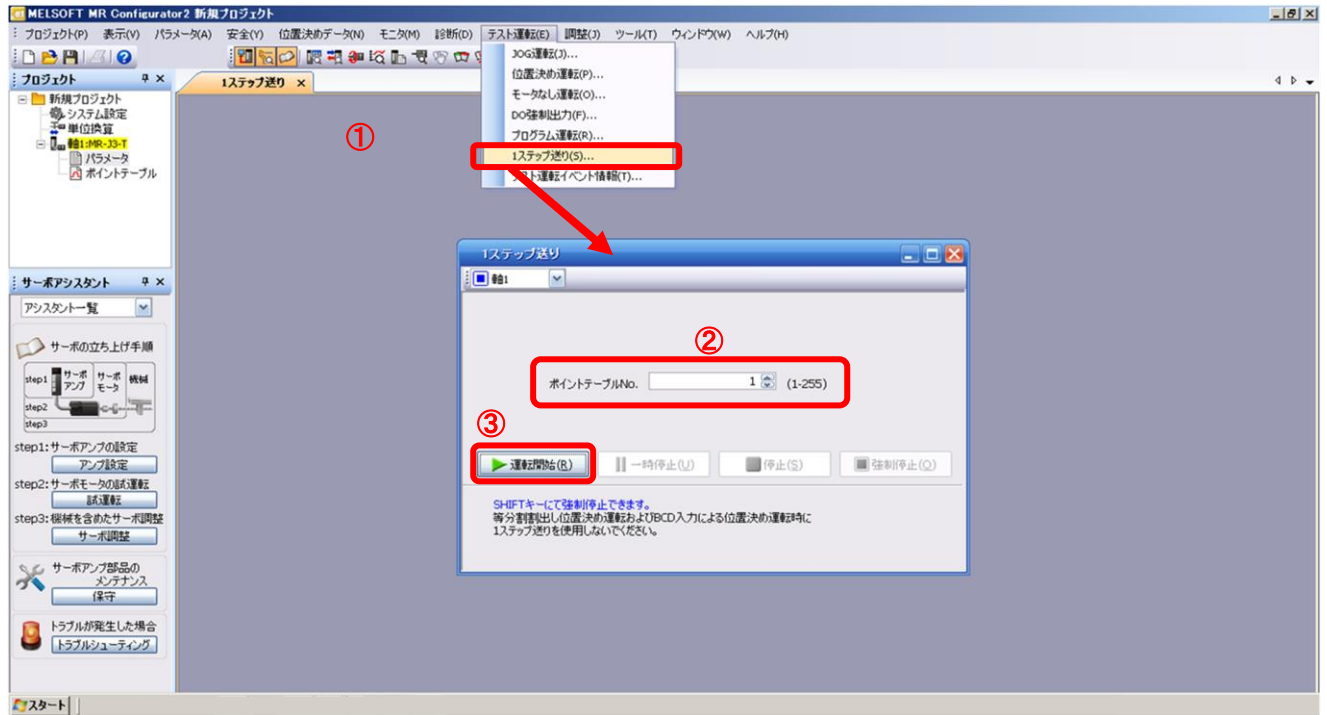 MELSOFT MR Configurator2 新規プロジェクト
プロジェクト(P) 表示(V) パラメータ(A) 安全(Y) 位置決めデータ(N) モニタ(M) 診断(D) テスト運転(E) 調整(J) ツール(T) ウィンドウ(W) ヘルプ(H)
プロジェクト
新規プロジェクト
システム設定
単位換算
軸1:MR-J3-T
パラメータ
ポイントテーブル
1ステップ送り
①
JOG運転(J)...
位置決め運転(P)...
モータなし運転(O)...
DO強制出力(F)...
プログラム運転(R)...
1ステップ送り(S)...
テスト運転イベント情報(T)...
サーボアシスタント
アシスタント一覧
サーボの立ち上げ手順
step1 サーボアンプ サーボモータ 機械
step2
step3
step1:サーボアンプの設定
アンプ設定
step2:サーボモータの試運転
試運転
step3:機械を含めたサーボ調整
サーボ調整
サーボアンプ部品の
メンテナンス
保守
トラブルが発生した場合
トラブルシューティング
1ステップ送り
軸1
②
ポイントテーブルNo. 1 (1-255)
③
運転開始(R) 一時停止(U) 停止(S) 強制停止(O)
SHIFTキーにて強制停止できます。
等分割割出し位置決め運転およびBCD入力による位置決め運転時に
1ステップ送りを使用しないでください。
スタート